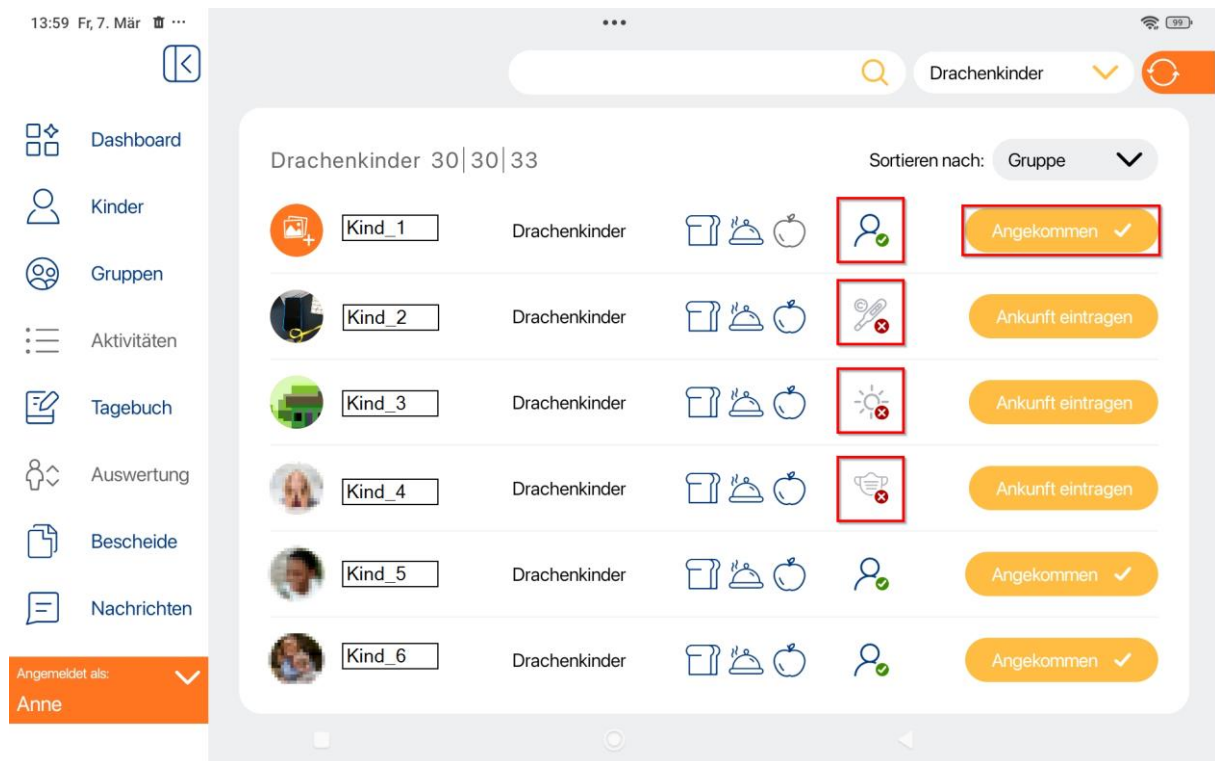 13:59 Fr, 7. Mär
99
Drachenkinder
Dashboard
Kinder
Gruppen
Aktivitäten
Tagebuch
Auswertung
Bescheide
Nachrichten
Angemeldet als:
Anne
Drachenkinder 30|30|33
Sortieren nach: Gruppe
Kind_1 Drachenkinder Angekommen
Kind_2 Drachenkinder Ankunft eintragen
Kind_3 Drachenkinder Ankunft eintragen
Kind_4 Drachenkinder Ankunft eintragen
Kind_5 Drachenkinder Angekommen
Kind_6 Drachenkinder Angekommen